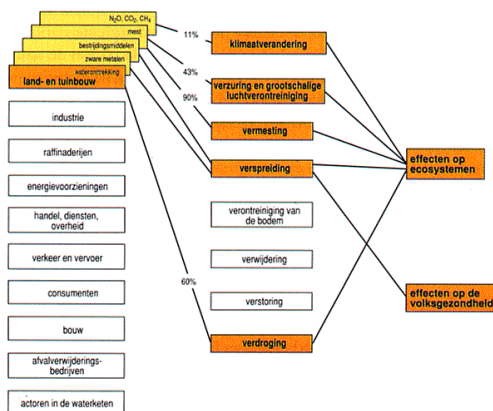 N₂O, CO₂, CH₄
mest
bestrijdingsmiddelen
zware metalen
wateronttrekking
land- en tuinbouw
industrie
raffinaderijen
energievoorzieningen
handel, diensten,
overheid
verkeer en vervoer
consumenten
bouw
afvalverwijderings-
bedrijven
actoren in de waterketen
11%
43%
90%
60%
klimaatverandering
verzuring en grootschalige
luchtverontreiniging
vermesting
verspreiding
verontreiniging van
de bodem
verwijdering
verstoring
verdroging
effecten op
ecosystemen
effecten op de
volksgezondheid